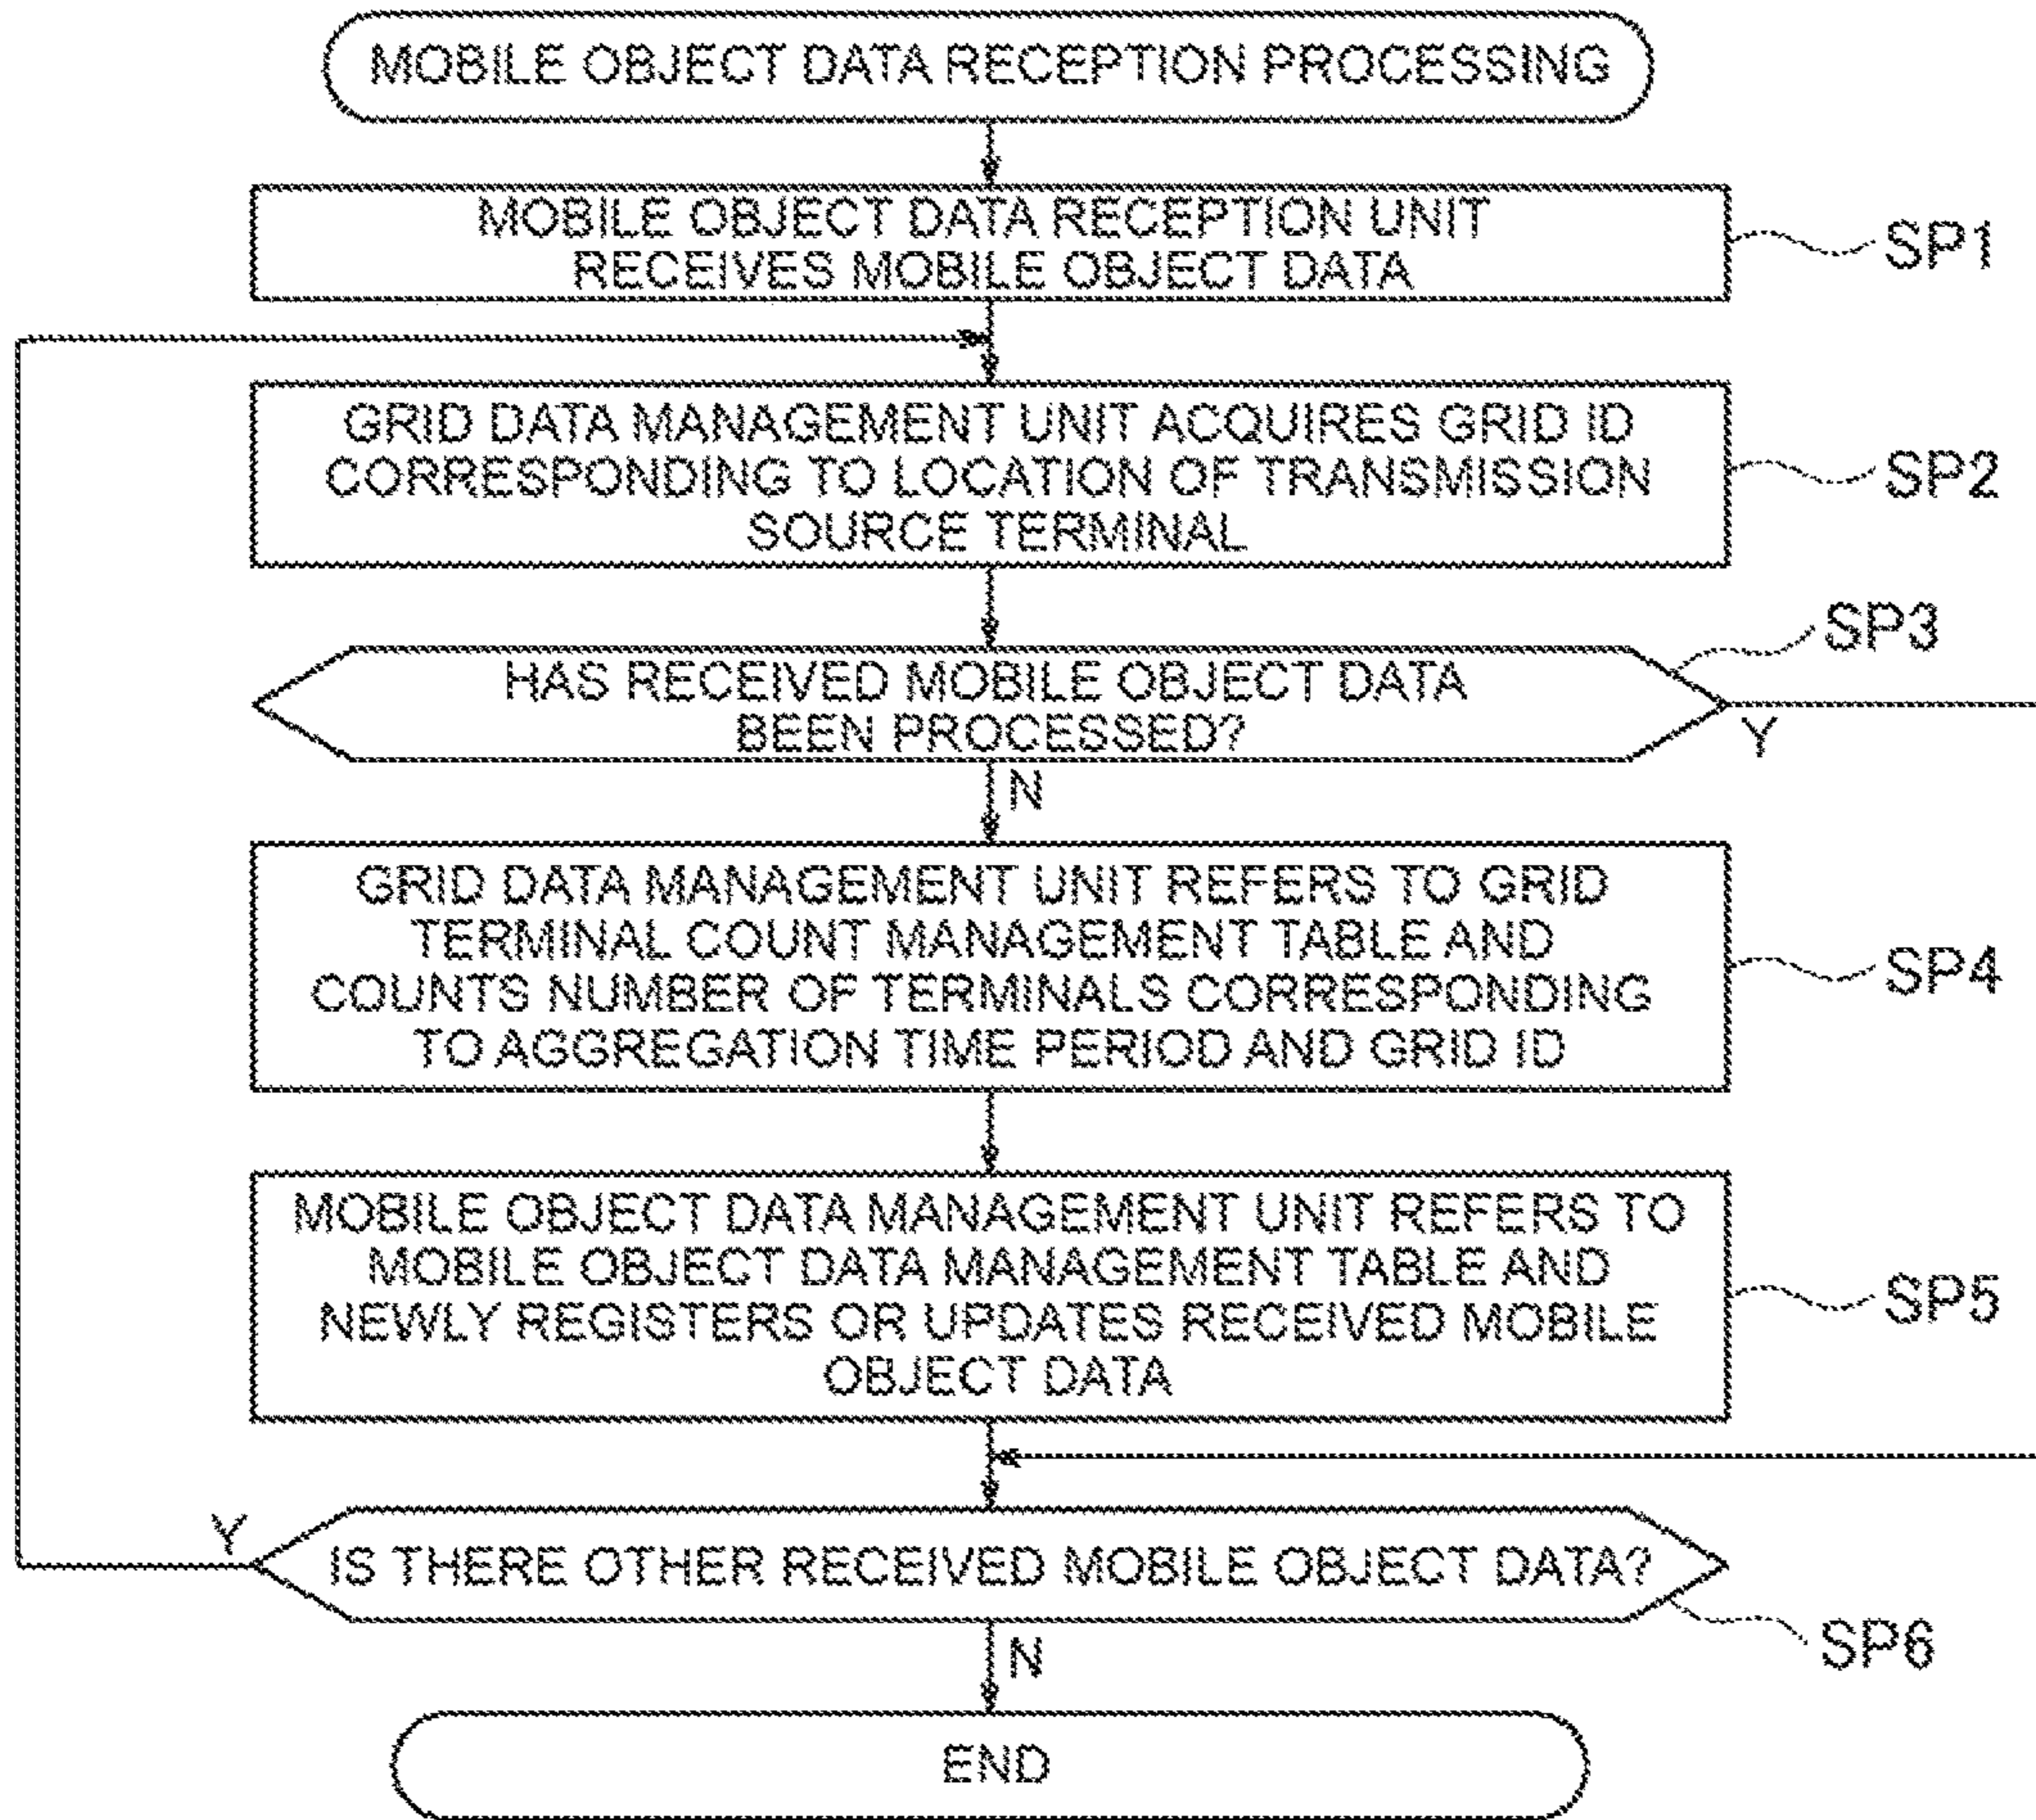 MOBILE OBJECT DATA RECEPTION PROCESSING
MOBILE OBJECT DATA RECEPTION UNIT
RECEIVES MOBILE OBJECT DATA
SP1
GRID DATA MANAGEMENT UNIT ACQUIRES GRID ID
CORRESPONDING TO LOCATION OF TRANSMISSION
SOURCE TERMINAL
SP2
SP3
HAS RECEIVED MOBILE OBJECT DATA
BEEN PROCESSED?
Y
N
GRID DATA MANAGEMENT UNIT REFERS TO GRID
TERMINAL COUNT MANAGEMENT TABLE AND
COUNTS NUMBER OF TERMINALS CORRESPONDING
TO AGGREGATION TIME PERIOD AND GRID ID
SP4
MOBILE OBJECT DATA MANAGEMENT UNIT REFERS TO
MOBILE OBJECT DATA MANAGEMENT TABLE AND
NEWLY REGISTERS OR UPDATES RECEIVED MOBILE
OBJECT DATA
SP5
Y
IS THERE OTHER RECEIVED MOBILE OBJECT DATA?
SP6
N
END